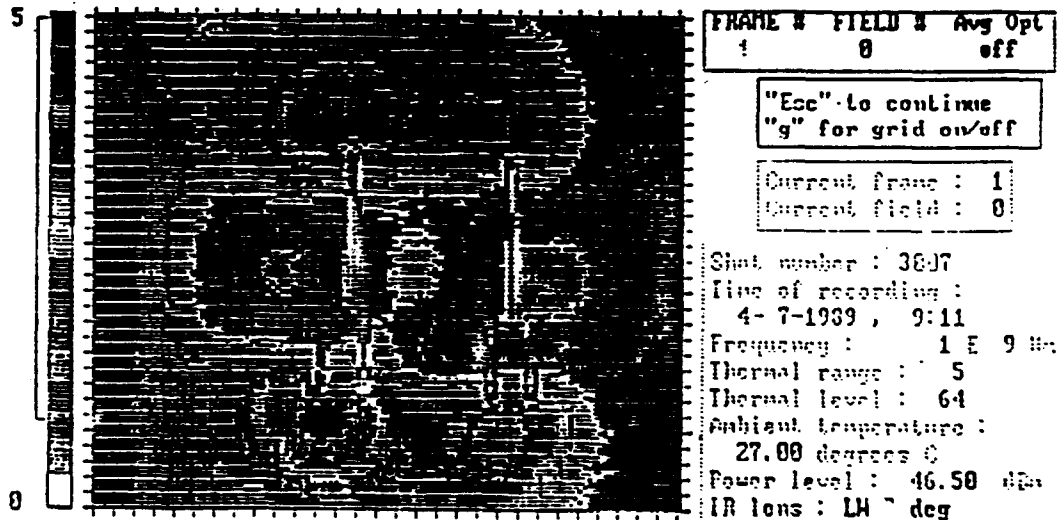 5
0
FRAME # FIELD # Avg Opt
1 0 off
"Esc" to continue
"g" for grid on/off
Current frame : 1
Current field : 0
Shot number : 3807
Time of recording :
4- 7-1989 , 9:11
Frequency : 1 E 9 Hz
Thermal range : 5
Thermal level : 64
Ambient temperature :
27.00 degrees C
Power level : 46.50 dBm
IR lens : LW deg